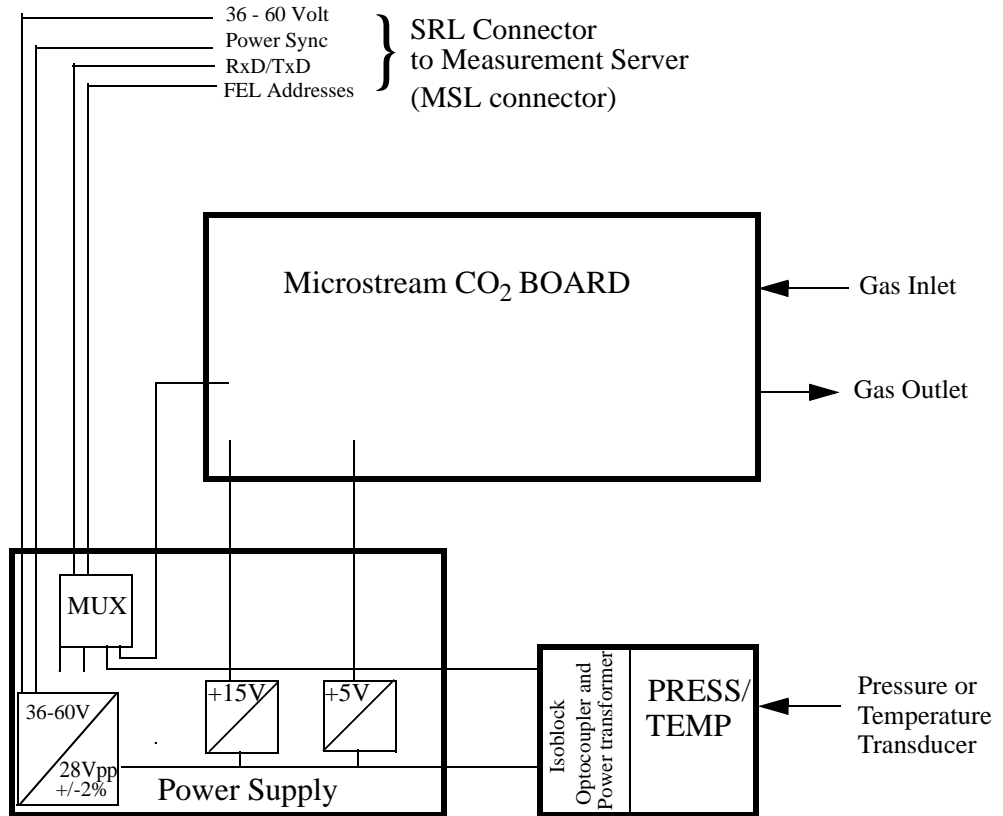 36 - 60 Volt
Power Sync
RxD/TxD
FEL Addresses
SRL Connector
to Measurement Server
(MSL connector)
Microstream CO2 BOARD
Gas Inlet
Gas Outlet
MUX
+15V
+5V
36-60V
28Vpp
+/-2%
Power Supply
Isoblock
Optocoupler and
Power transformer
PRESS/
TEMP
Pressure or
Temperature
Transducer